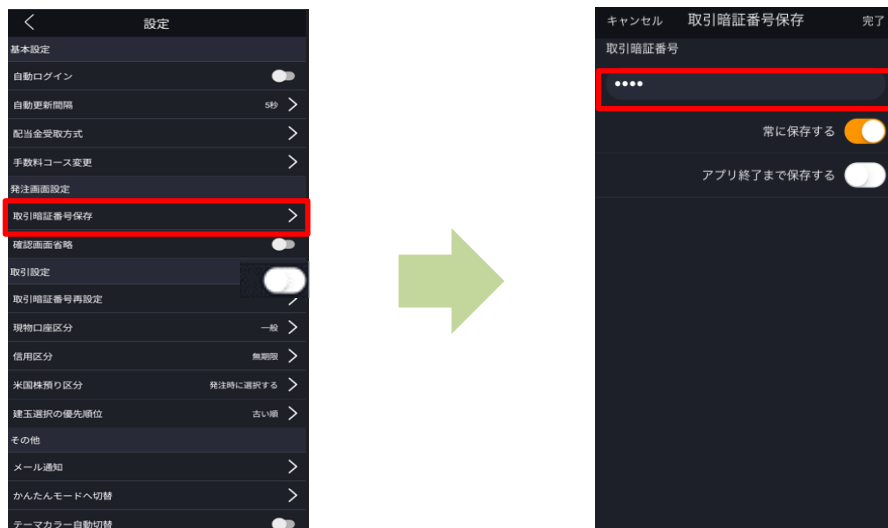 設定
基本設定
自動ログイン
自動更新間隔 5秒
配当金受取方式
手数料コース変更
発注画面設定
取引暗証番号保存
確認画面省略
取引設定
取引暗証番号再設定
現物口座区分 一般
信用区分 無期限
米国株預り区分 発注時に選択する
建玉選択の優先順位 古い順
その他
メール通知
かんたんモードへ切替
テーマカラー自動切替
キャンセル 取引暗証番号保存 完了
取引暗証番号
••••
常に保存する
アプリ終了まで保存する